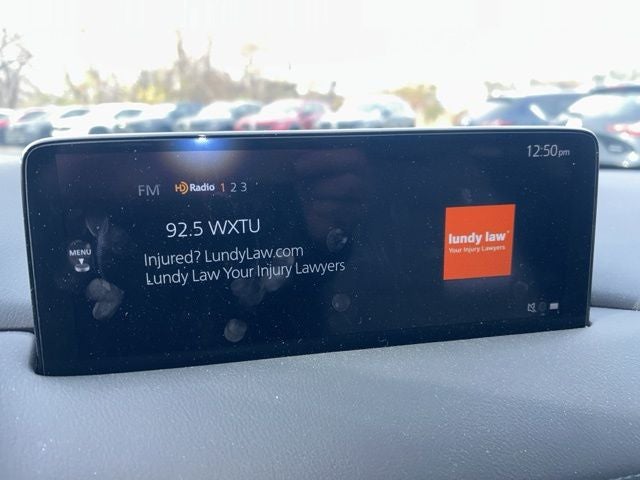 12:50pm
FM HD Radio 1 2 3
92.5 WXTU
MENU
Injured? LundyLaw.com
Lundy Law Your Injury Lawyers
lundy law
Your Injury Lawyers